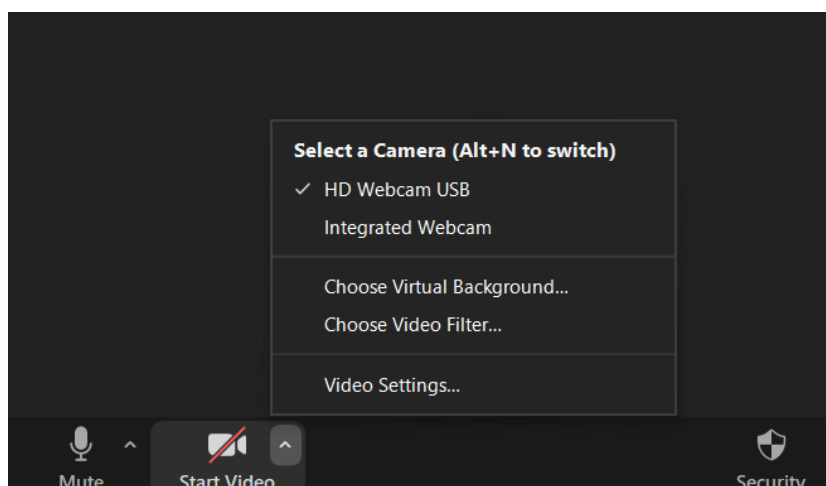 Select a Camera (Alt+N to switch)
HD Webcam USB
Integrated Webcam
Choose Virtual Background...
Choose Video Filter...
Video Settings...
Mute
Start Video
Security